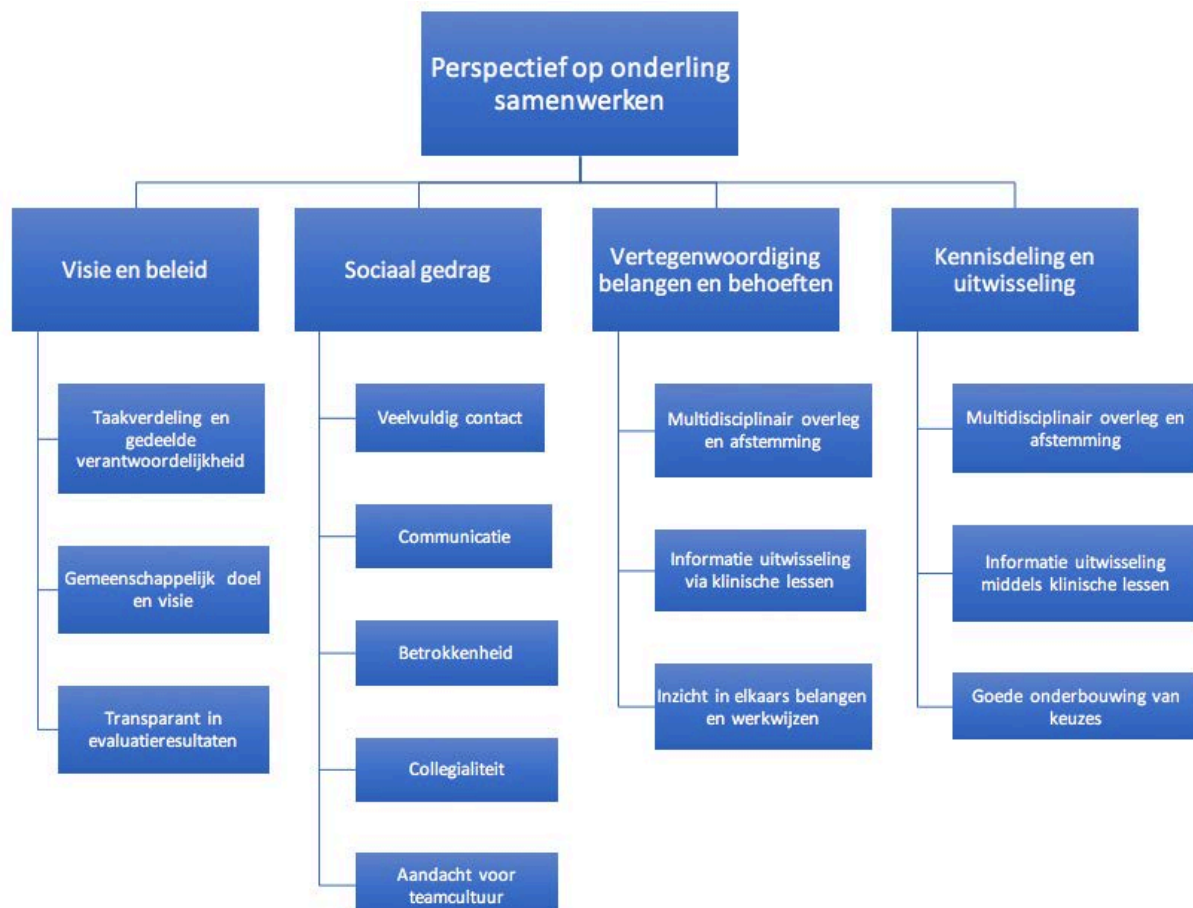 Perspectief op onderling
samenwerken
Visie en beleid
Sociaal gedrag
Vertegenwoordiging
belangen en behoeften
Kennisdeling en
uitwisseling
Taakverdeling en
gedeelde
verantwoordelijkheid
Gemeenschappelijk doel
en visie
Transparant in
evaluatieresultaten
Veelvuldig contact
Communicatie
Betrokkenheid
Collegialiteit
Aandacht voor
teamcultuur
Multidisciplinair overleg
en afstemming
Informatie uitwisseling
via klinische lessen
Inzicht in elkaars belangen
en werkwijzen
Multidisciplinair overleg en
afstemming
Informatie uitwisseling
middels klinische lessen
Goede onderbouwing van
keuzes